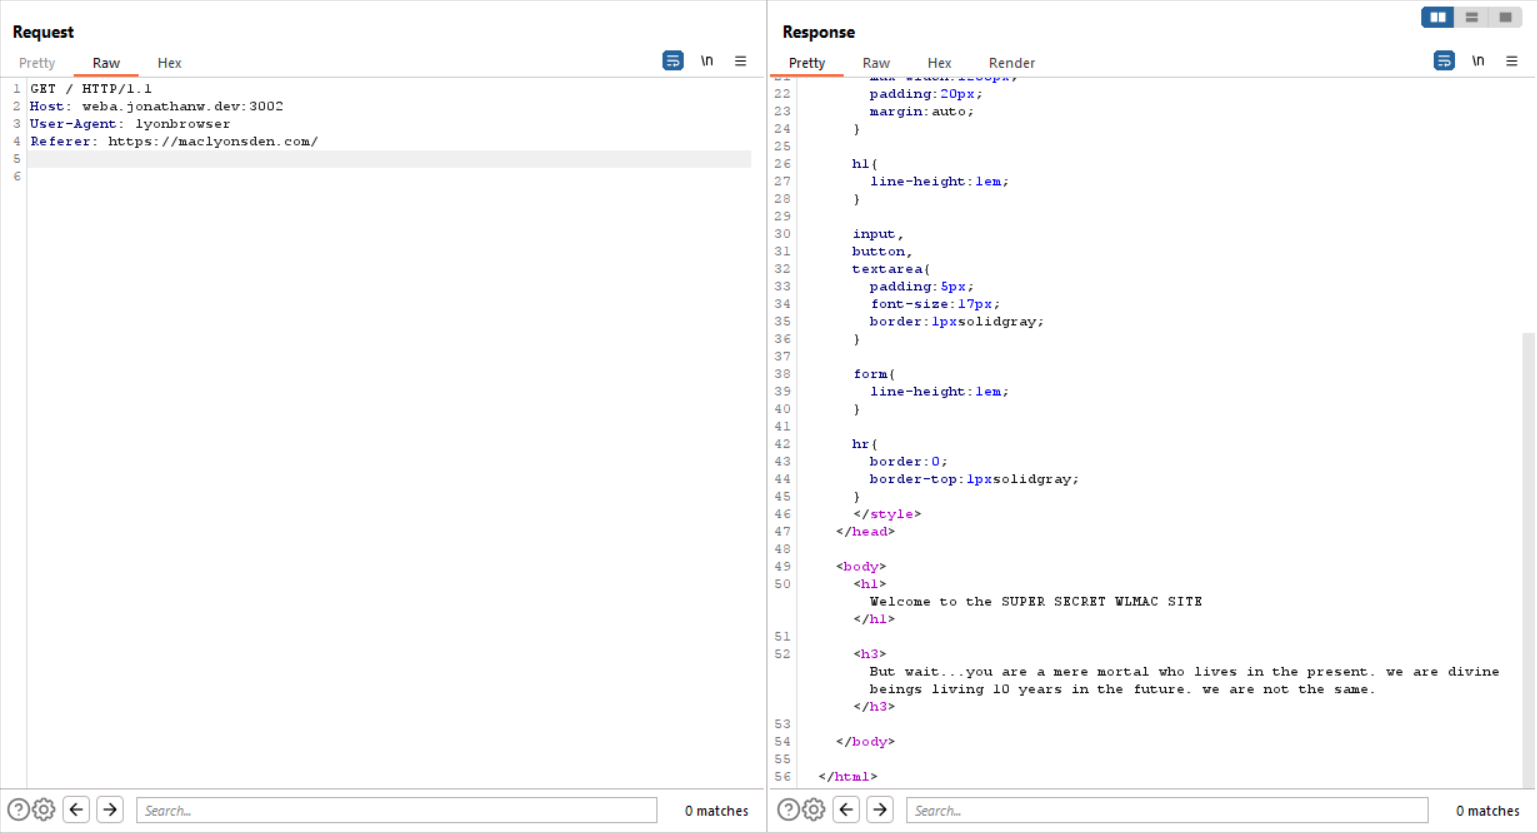 Request
Pretty Raw Hex
\n
1 GET / HTTP/1.1
2 Host: weba.jonathanw.dev:3002
3 User-Agent: lyonbrowser
4 Referer: https://maclyonsden.com/
5
6
Search...
0 matches
Response
Pretty Raw Hex Render
\n
22 padding:20px;
23 margin:auto;
24 }
25
26 h1{
27 line-height:1em;
28 }
29
30 input,
31 button,
32 textarea{
33 padding:5px;
34 font-size:17px;
35 border:1pxsolidgray;
36 }
37
38 form{
39 line-height:1em;
40 }
41
42 hr{
43 border:0;
44 border-top:1pxsolidgray;
45 }
46 </style>
47 </head>
48
49 <body>
50 <h1>
Welcome to the SUPER SECRET WLMAC SITE
</h1>
51
52 <h3>
But wait...you are a mere mortal who lives in the present. we are divine
beings living 10 years in the future. we are not the same.
</h3>
53
54 </body>
55
56 </html>
Search...
0 matches